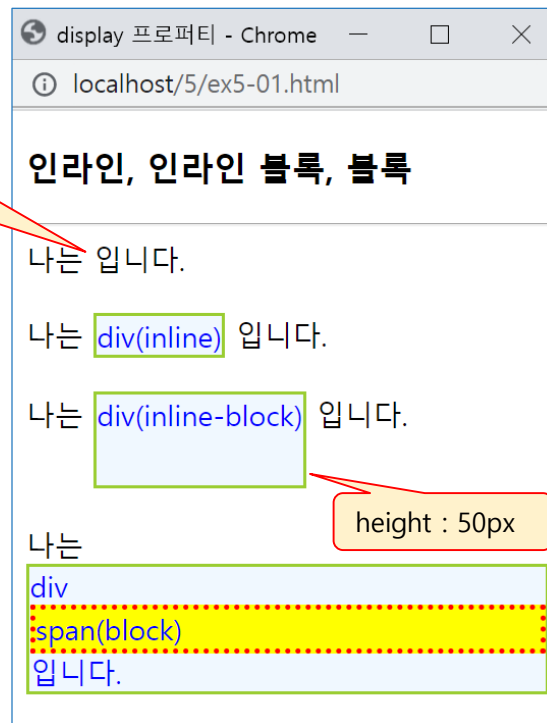 display 프로퍼티 - Chrome
localhost/5/ex5-01.html
인라인, 인라인 블록, 블록
나는 입니다.
나는 div(inline) 입니다.
나는 div(inline-block) 입니다.
height : 50px
나는
div
span(block)
입니다.